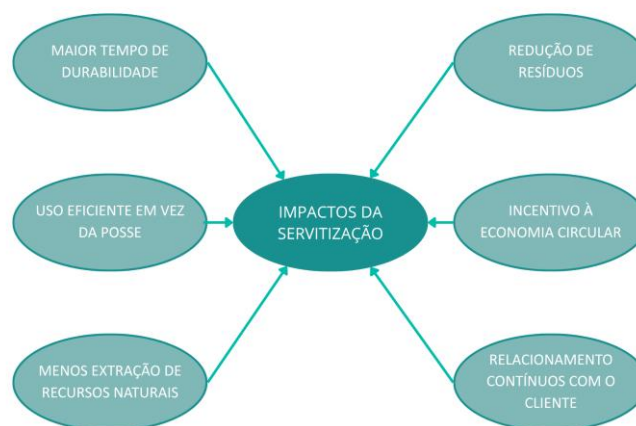 MAIOR TEMPO DE
DURABILIDADE
REDUÇÃO DE
RESÍDUOS
USO EFICIENTE EM VEZ
DA POSSE
IMPACTOS DA
SERVITIZAÇÃO
INCENTIVO À
ECONOMIA CIRCULAR
MENOS EXTRAÇÃO DE
RECURSOS NATURAIS
RELACIONAMENTO
CONTÍNUOS COM O
CLIENTE